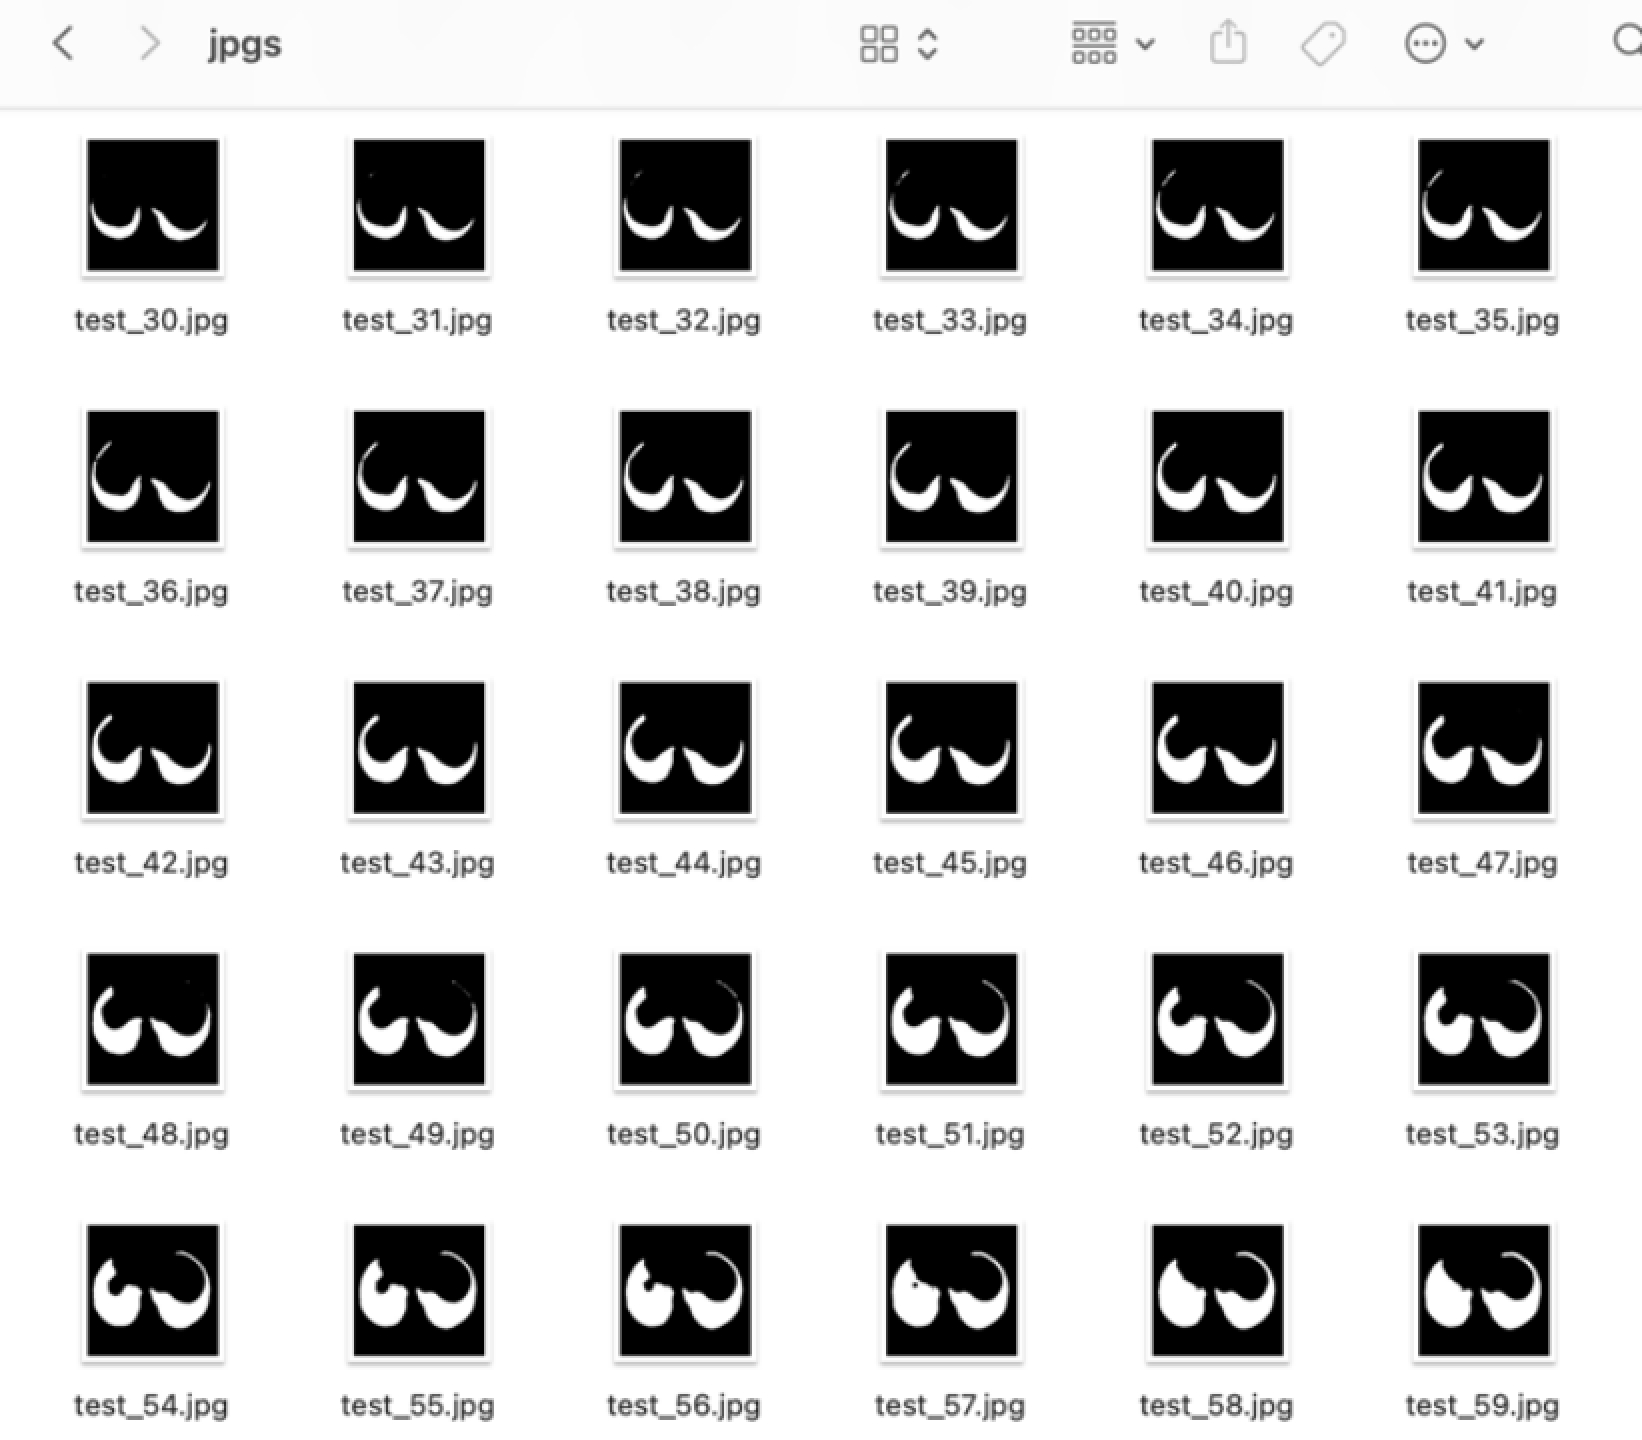 jpgs
test_30.jpg test_31.jpg test_32.jpg test_33.jpg test_34.jpg test_35.jpg
test_36.jpg test_37.jpg test_38.jpg test_39.jpg test_40.jpg test_41.jpg
test_42.jpg test_43.jpg test_44.jpg test_45.jpg test_46.jpg test_47.jpg
test_48.jpg test_49.jpg test_50.jpg test_51.jpg test_52.jpg test_53.jpg
test_54.jpg test_55.jpg test_56.jpg test_57.jpg test_58.jpg test_59.jpg